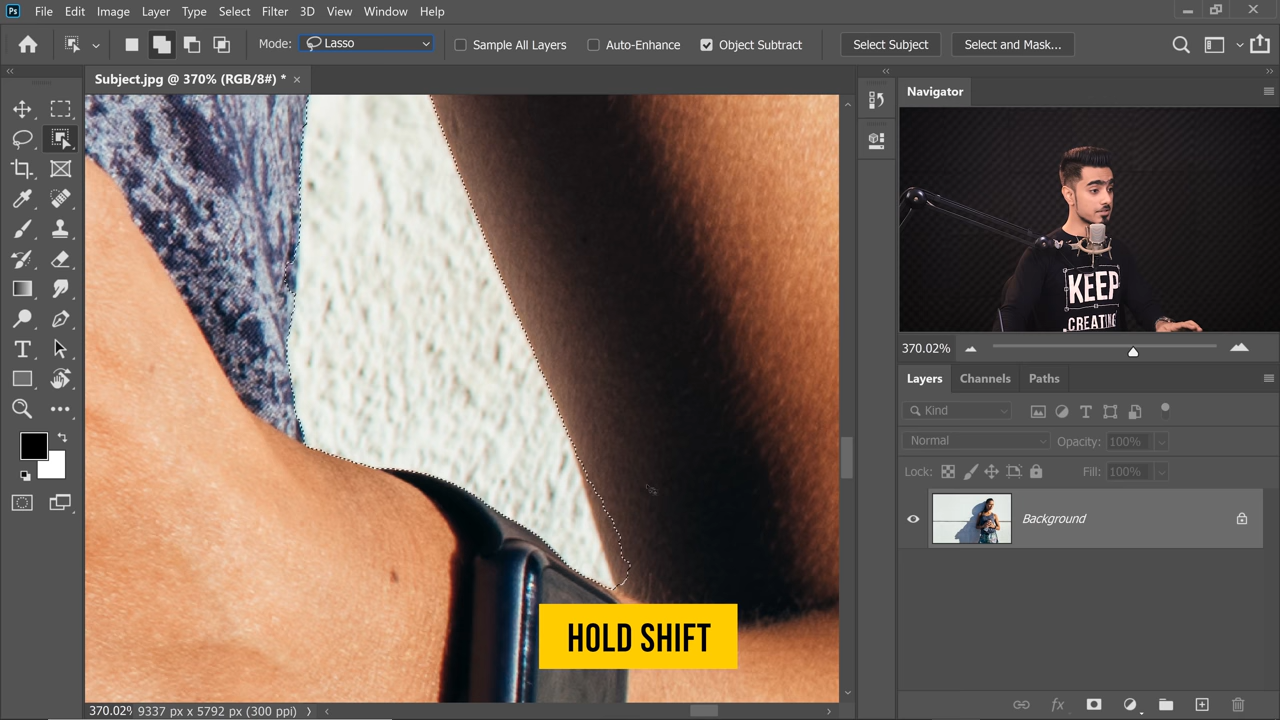 Ps File Edit Image Layer Type Select Filter 3D View Window Help
Mode: Lasso Sample All Layers Auto-Enhance Object Subtract Select Subject Select and Mask...
Subject.jpg @ 370% (RGB/8#) * ×
Navigator
KEEP
CREATING
370.02%
Layers Channels Paths
Kind
Normal Opacity: 100%
Lock: Fill: 100%
Background
fx
HOLD SHIFT
370.02% 9337 px x 5792 px (300 ppi)